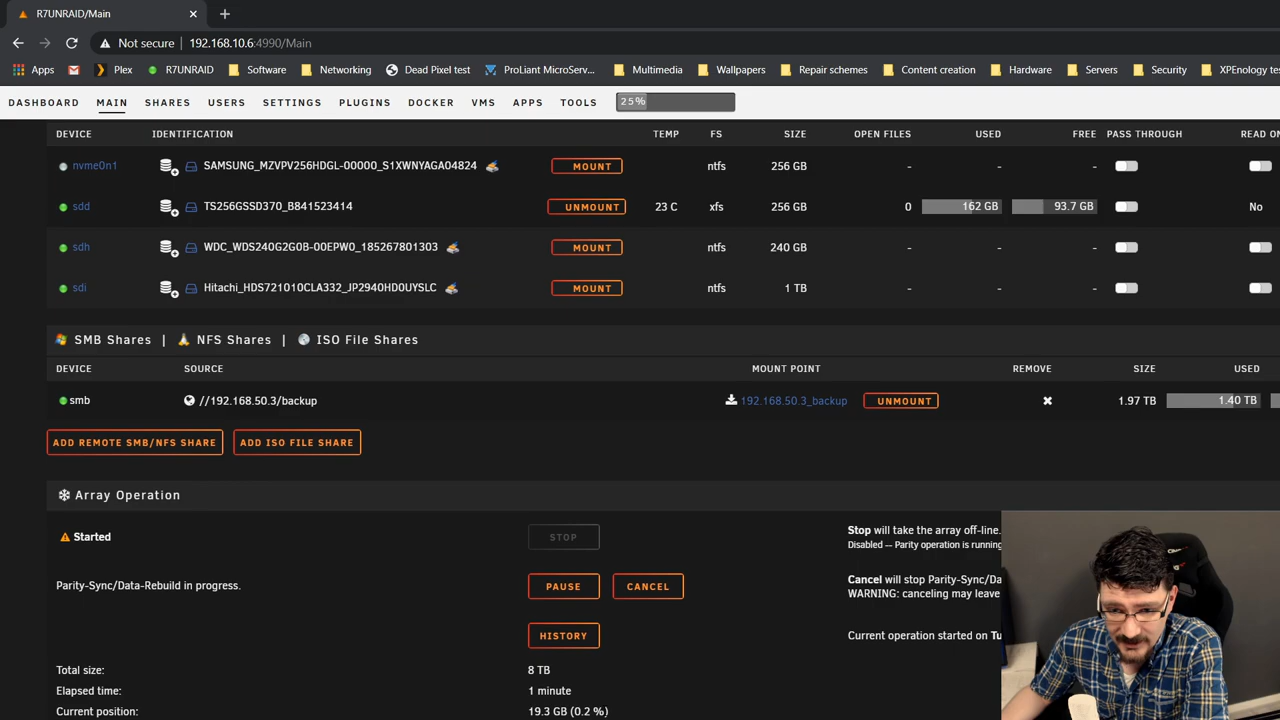 R7UNRAID/Main
Not secure 192.168.10.6:4990/Main
Apps Plex R7UNRAID Software Networking Dead Pixel test ProLiant MicroServ... Multimedia Wallpapers Repair schemes Content creation Hardware Servers Security XPEnology te
DASHBOARD MAIN SHARES USERS SETTINGS PLUGINS DOCKER VMS APPS TOOLS 25%
DEVICE IDENTIFICATION TEMP FS SIZE OPEN FILES USED FREE PASS THROUGH READ ON
nvme0n1 SAMSUNG_MZVPV256HDGL-00000_S1XWNYAGA04824 MOUNT ntfs 256 GB - - -
sdd TS256GSSD370_B841523414 UNMOUNT 23 C xfs 256 GB 0 162 GB 93.7 GB No
sdh WDC_WDS240G2G0B-00EPW0_185267801303 MOUNT ntfs 240 GB - - -
sdi Hitachi_HDS721010CLA332_JP2940HD0UYSLC MOUNT ntfs 1 TB - - -
SMB Shares | NFS Shares | ISO File Shares
DEVICE SOURCE MOUNT POINT REMOVE SIZE USED
smb //192.168.50.3/backup 192.168.50.3_backup UNMOUNT 1.97 TB 1.40 TB
ADD REMOTE SMB/NFS SHARE ADD ISO FILE SHARE
Array Operation
Started STOP Stop will take the array off-line.
Disabled -- Parity operation is running
Parity-Sync/Data-Rebuild in progress. PAUSE CANCEL Cancel will stop Parity-Sync/Da
WARNING: canceling may leave
HISTORY Current operation started on Tu
Total size: 8 TB
Elapsed time: 1 minute
Current position: 19.3 GB (0.2 %)